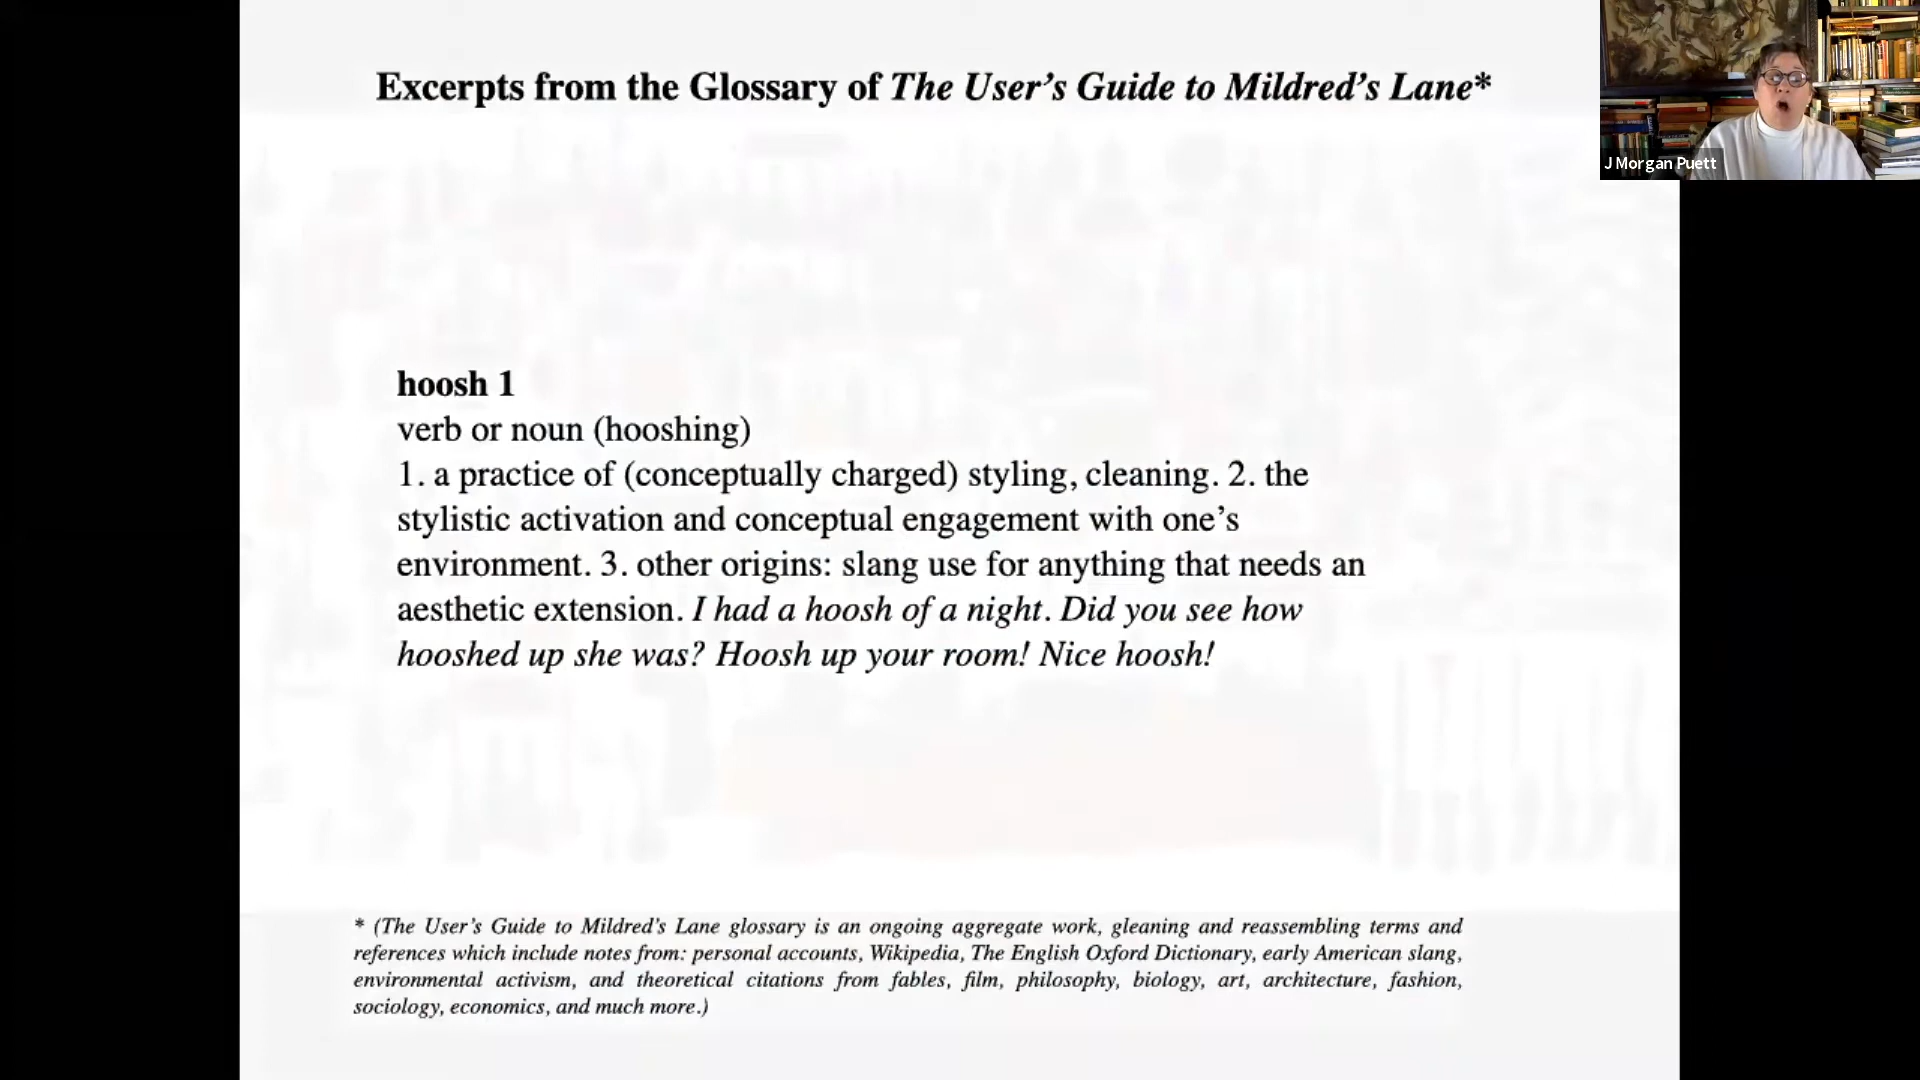 Excerpts from the Glossary of The User’s Guide to Mildred’s Lane*
J Morgan Puett
hoosh 1
verb or noun (hooshing)
1. a practice of (conceptually charged) styling, cleaning. 2. the
stylistic activation and conceptual engagement with one’s
environment. 3. other origins: slang use for anything that needs an
aesthetic extension. I had a hoosh of a night. Did you see how
hooshed up she was? Hoosh up your room! Nice hoosh!
* (The User’s Guide to Mildred’s Lane glossary is an ongoing aggregate work, gleaning and reassembling terms and
references which include notes from: personal accounts, Wikipedia, The English Oxford Dictionary, early American slang,
environmental activism, and theoretical citations from fables, film, philosophy, biology, art, architecture, fashion,
sociology, economics, and much more.)